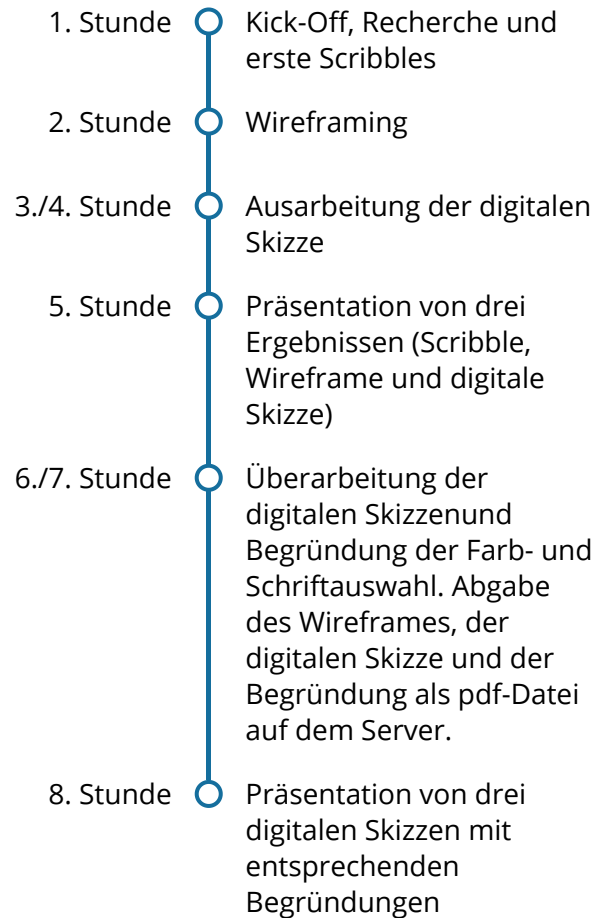 1. Stunde Kick-Off, Recherche und
erste Scribbles
2. Stunde Wireframing
3./4. Stunde Ausarbeitung der digitalen
Skizze
5. Stunde Präsentation von drei
Ergebnissen (Scribble,
Wireframe und digitale
Skizze)
6./7. Stunde Überarbeitung der
digitalen Skizzenund
Begründung der Farb- und
Schriftauswahl. Abgabe
des Wireframes, der
digitalen Skizze und der
Begründung als pdf-Datei
auf dem Server.
8. Stunde Präsentation von drei
digitalen Skizzen mit
entsprechenden
Begründungen